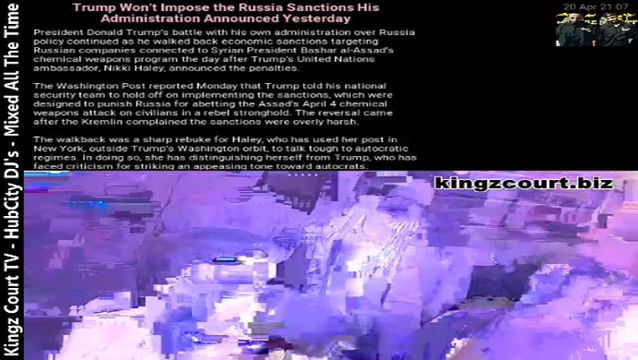 Trump Won't Impose the Russia Sanctions His
Administration Announced Yesterday
20 Apr 21:07
President Donald Trump's battle with his own administration over Russia
policy continued as he walked back economic sanctions targeting
Russian companies connected to Syrian President Bashar al-Assad's
chemical weapons program the day after Trump's United Nations
ambassador, Nikki Haley, announced the penalties.
The Washington Post reported Monday that Trump told his national
security team to hold off on implementing the sanctions, which were
designed to punish Russia for abetting the Assad's April 4 chemical
weapons attack on civilians in a rebel stronghold. The reversal came
after the Kremlin complained the sanctions were overly harsh.
The walkback was a sharp rebuke for Haley, who has used her post in
New York, outside Trump's Washington orbit, to talk tough to autocratic
regimes. In doing so, she has distinguishing herself from Trump, who has
faced criticism for striking an appeasing tone toward autocrats.
kingzcourt.biz
Kingz Court TV - HubCity DJ's - Mixed All The Time